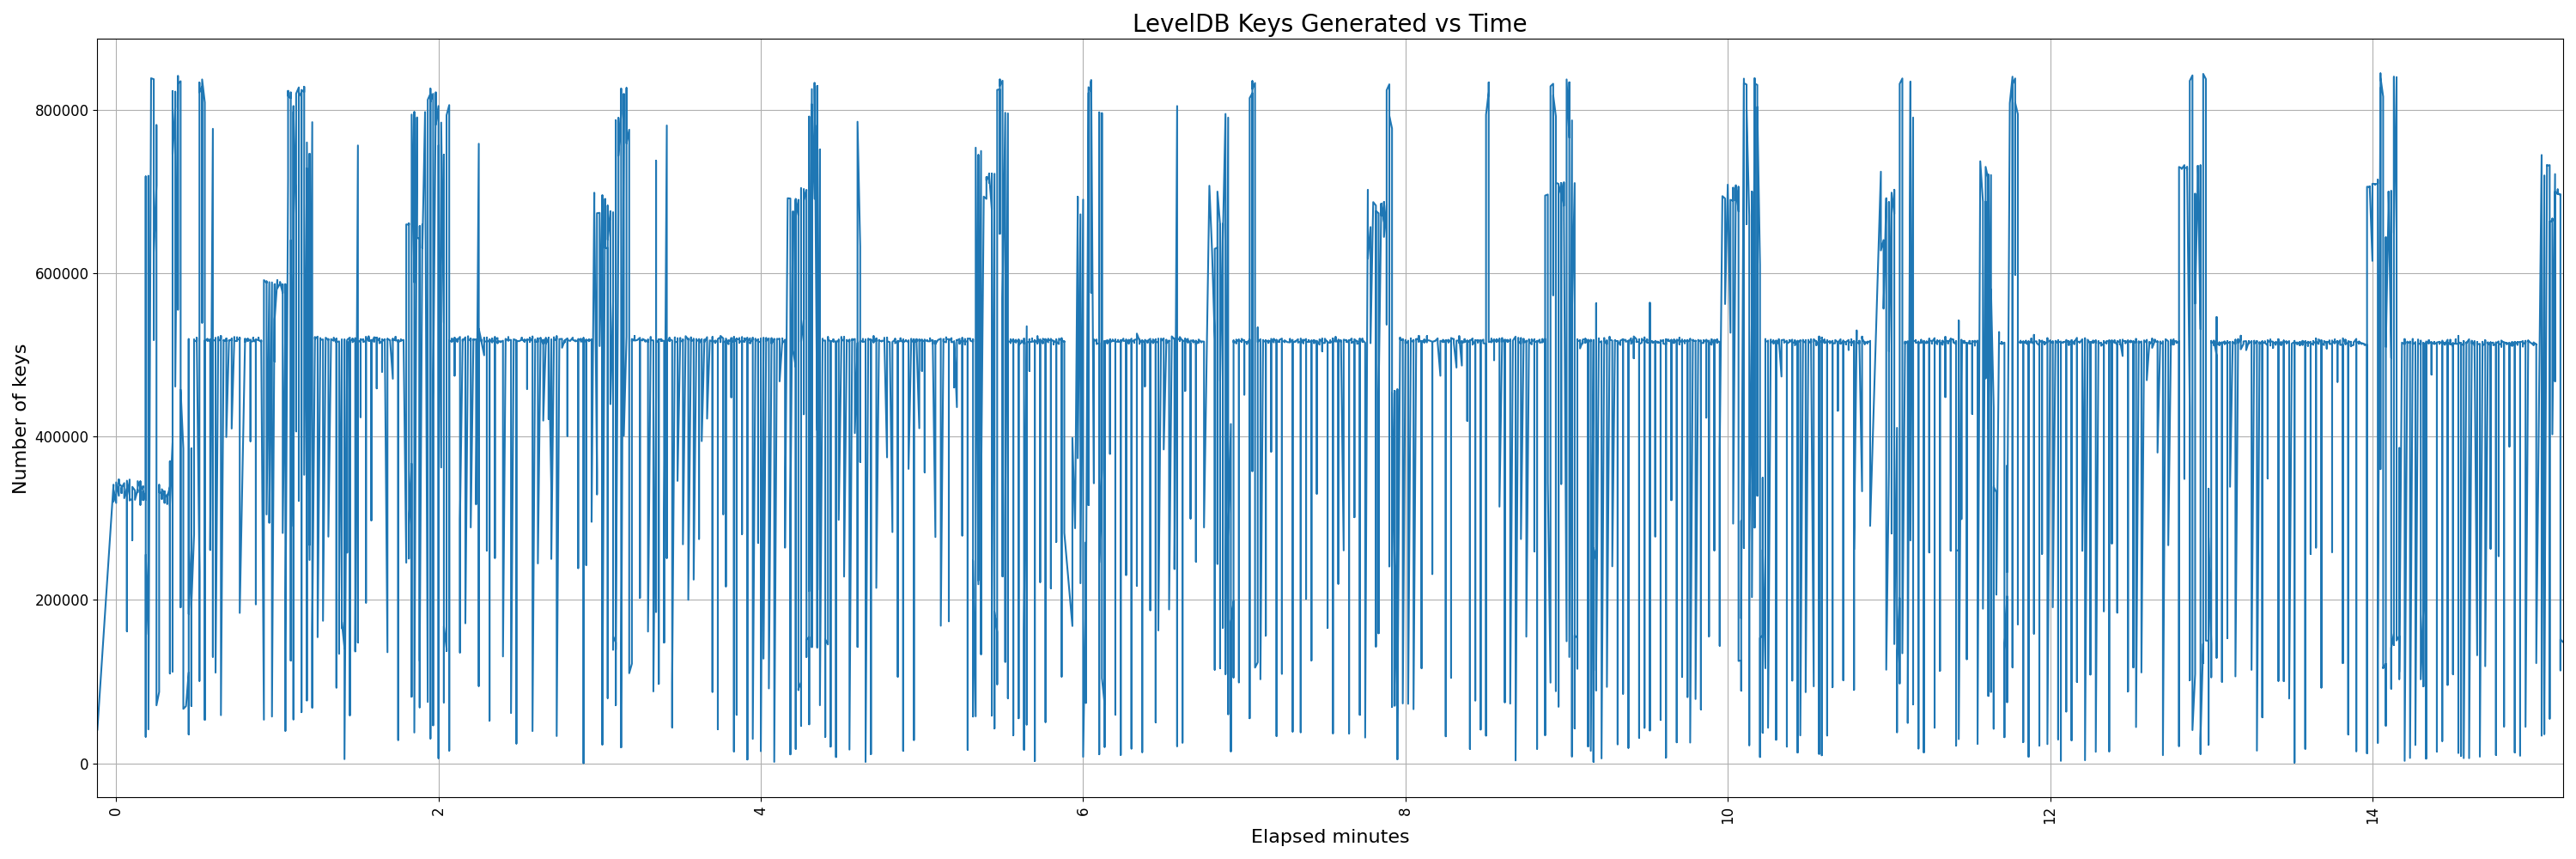 LevelDB Keys Generated vs Time
Number of keys
800000
600000
400000
200000
0
0 2 4 6 8 10 12 14
Elapsed minutes